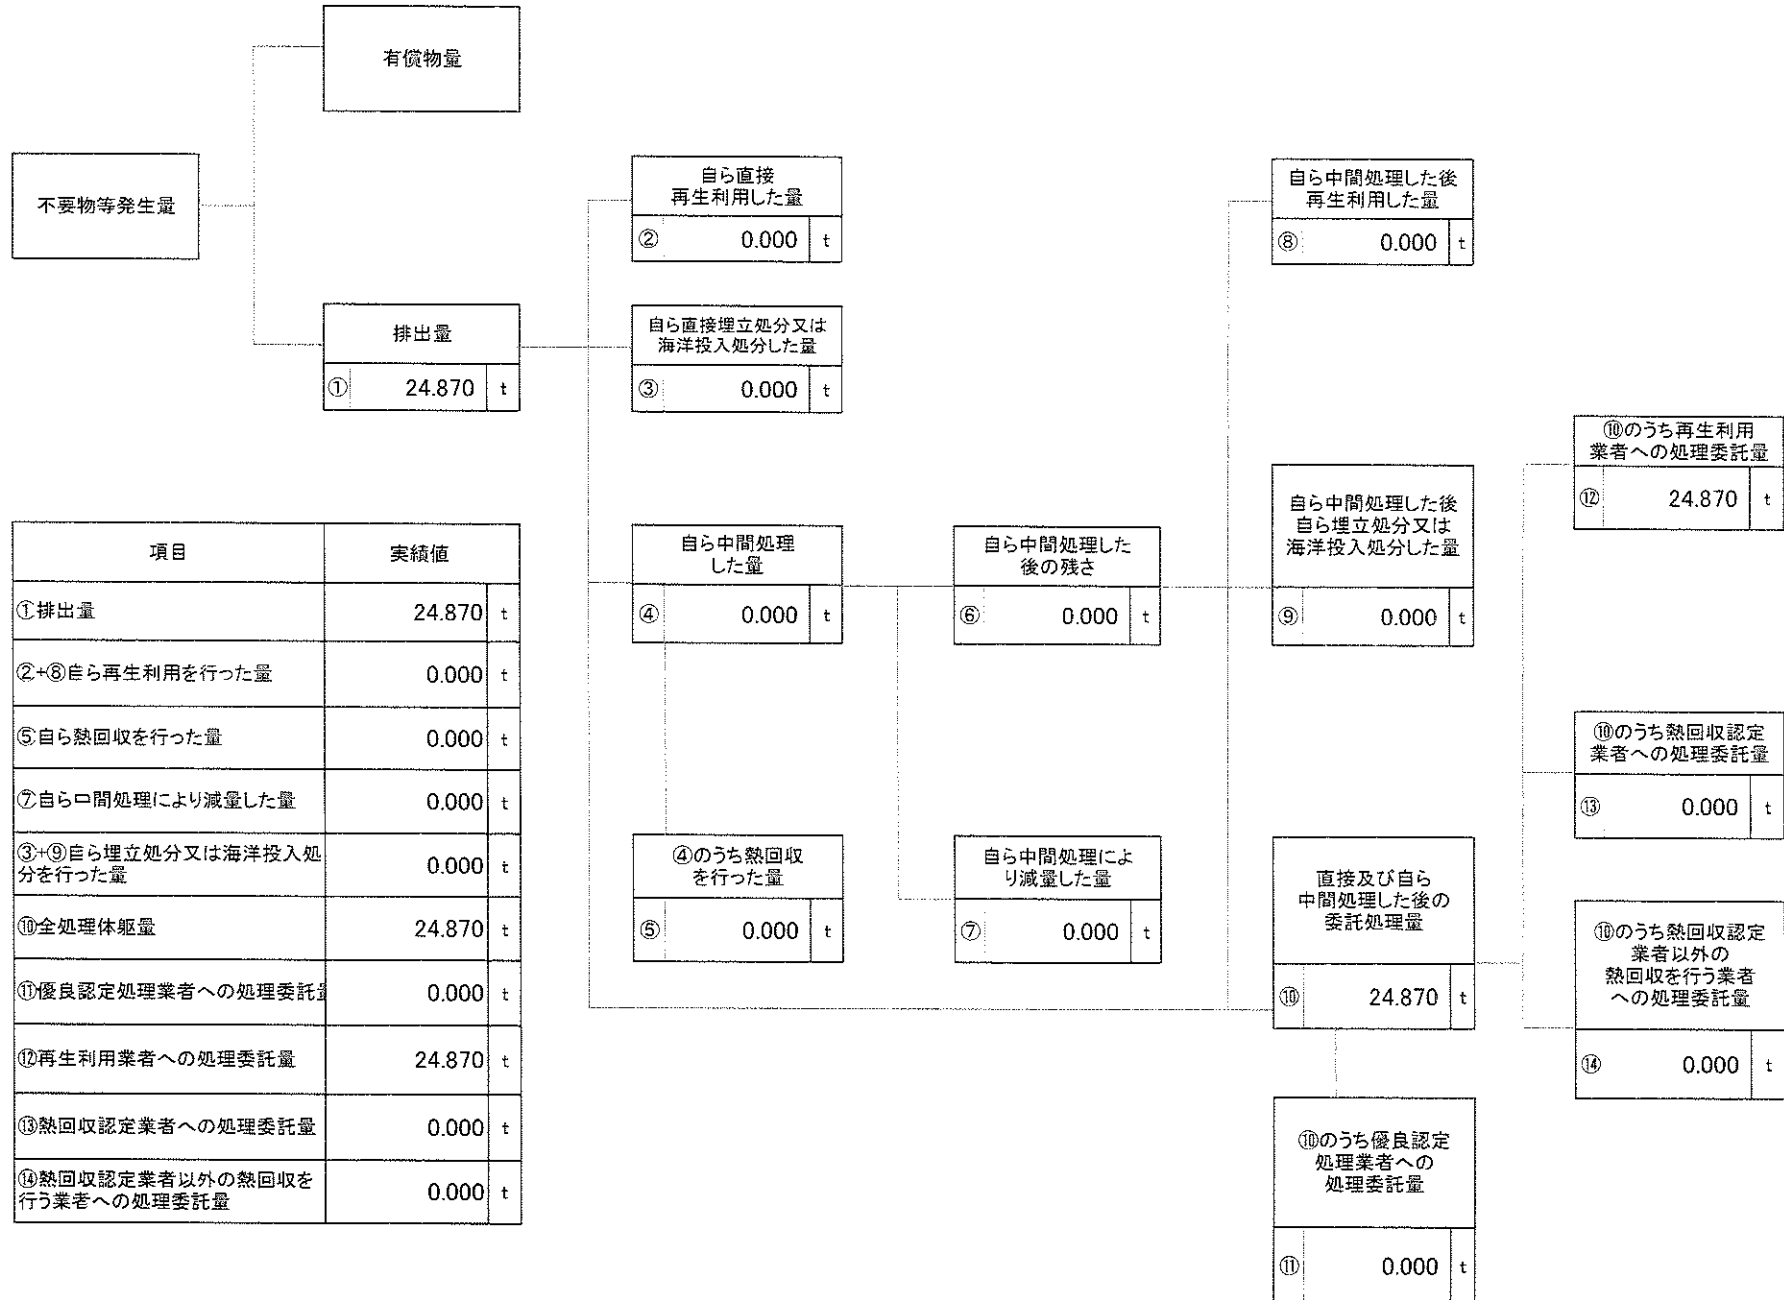 有償物量
不要物等発生量
排出量
① 24.870 t
自ら直接
再生利用した量
② 0.000 t
自ら直接埋立処分又は
海洋投入処分した量
③ 0.000 t
自ら中間処理
した量
④ 0.000 t
④のうち熱回収
を行った量
⑤ 0.000 t
自ら中間処理した
後の残さ
⑥ 0.000 t
自ら中間処理によ
り減量した量
⑦ 0.000 t
自ら中間処理した後
再生利用した量
⑧ 0.000 t
自ら中間処理した後
自ら埋立処分又は
海洋投入処分した量
⑨ 0.000 t
直接及び自ら
中間処理した後の
委託処理量
⑩ 24.870 t
⑩のうち優良認定
処理業者への
処理委託量
⑪ 0.000 t
⑩のうち再生利用
業者への処理委託量
⑫ 24.870 t
⑩のうち熱回収認定
業者への処理委託量
⑬ 0.000 t
⑩のうち熱回収認定
業者以外の
熱回収を行う業者
への処理委託量
⑭ 0.000 t
項目 実績値
①排出量 24.870 t
②+⑧自ら再生利用を行った量 0.000 t
⑤自ら熱回収を行った量 0.000 t
⑦自ら中間処理により減量した量 0.000 t
③+⑨自ら埋立処分又は海洋投入処
分を行った量 0.000 t
⑩全処理体躯量 24.870 t
⑪優良認定処理業者への処理委託量 0.000 t
⑫再生利用業者への処理委託量 24.870 t
⑬熱回収認定業者への処理委託量 0.000 t
⑭熱回収認定業者以外の熱回収を
行う業者への処理委託量 0.000 t